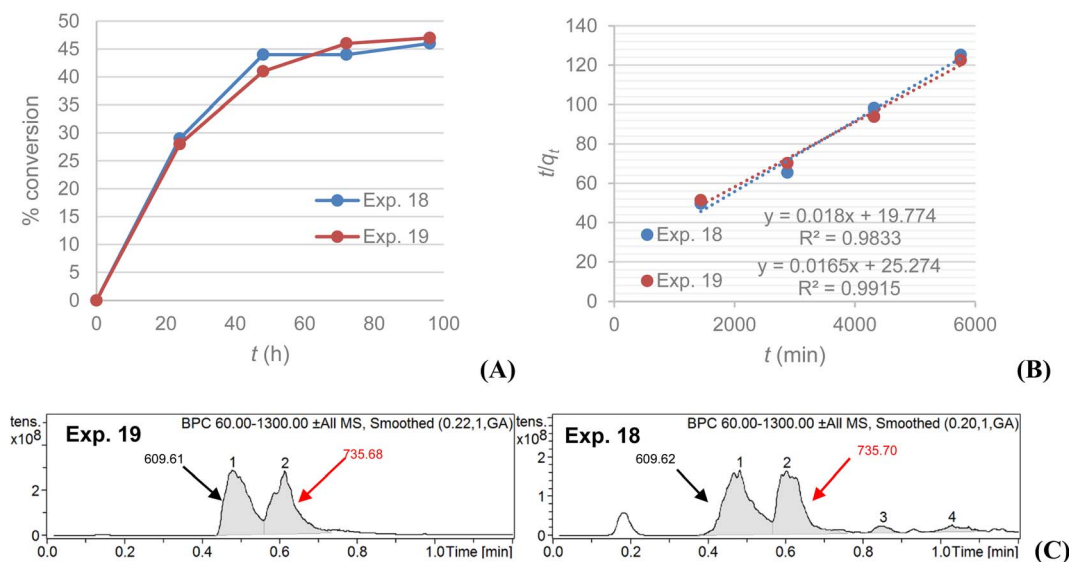 50
45
40
35
30
25
20
15
10
5
0
% conversion
Exp. 18
Exp. 19
0 20 40 60 80 100
t (h)
(A)
140
120
100
80
60
40
20
0
t/qt
y = 0.018x + 19.774
Exp. 18
R² = 0.9833
y = 0.0165x + 25.274
Exp. 19
R² = 0.9915
0 2000 4000 6000
t (min)
(B)
tens.
x10⁸
BPC 60.00-1300.00 ±All MS, Smoothed (0.22,1,GA)
Exp. 19
609.61
1
2
735.68
2
0
0.0 0.2 0.4 0.6 0.8 1.0 Time [min]
tens.
x10⁸
BPC 60.00-1300.00 ±All MS, Smoothed (0.20,1,GA)
Exp. 18
609.62
1
2
735.70
3
4
2
1
0
0.2 0.4 0.6 0.8 1.0 Time [min]
(C)